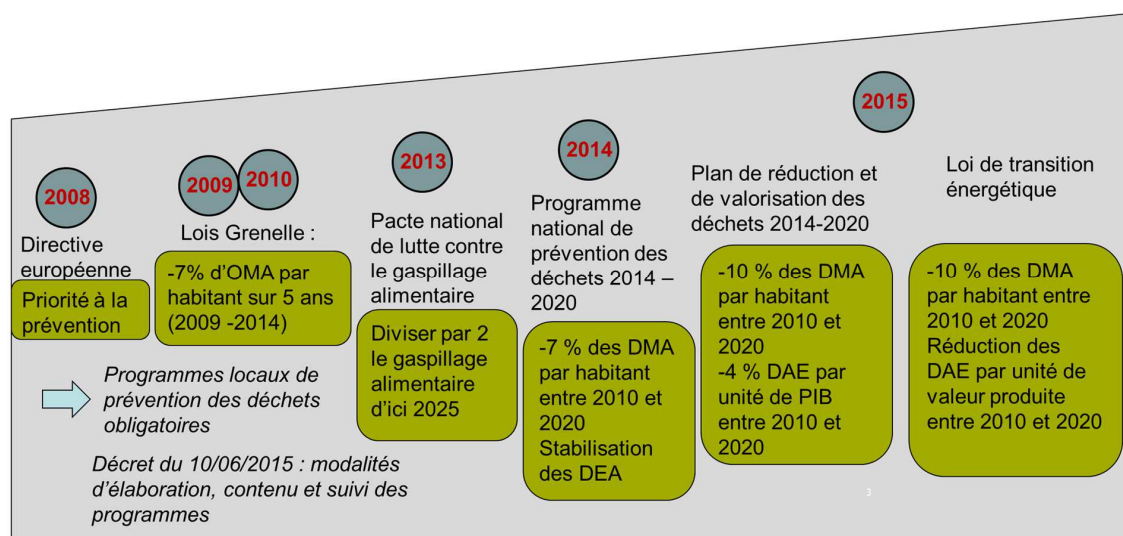 2008
Directive
européenne
Priorité à la
prévention
2009
2010
Lois Grenelle :
-7% d'OMA par
habitant sur 5 ans
(2009 -2014)
Programmes locaux de
prévention des déchets
obligatoires
Décret du 10/06/2015 : modalités
d'élaboration, contenu et suivi des
programmes
2013
Pacte national
de lutte contre
le gaspillage
alimentaire
Diviser par 2
le gaspillage
alimentaire
d'ici 2025
2014
Programme
national de
prévention des
déchets 2014 –
2020
-7 % des DMA
par habitant
entre 2010 et
2020
Stabilisation
des DEA
2015
Plan de réduction et
de valorisation des
déchets 2014-2020
-10 % des DMA
par habitant
entre 2010 et
2020
-4 % DAE par
unité de PIB
entre 2010 et
2020
Loi de transition
énergétique
-10 % des DMA
par habitant entre
2010 et 2020
Réduction des
DAE par unité de
valeur produite
entre 2010 et 2020
3